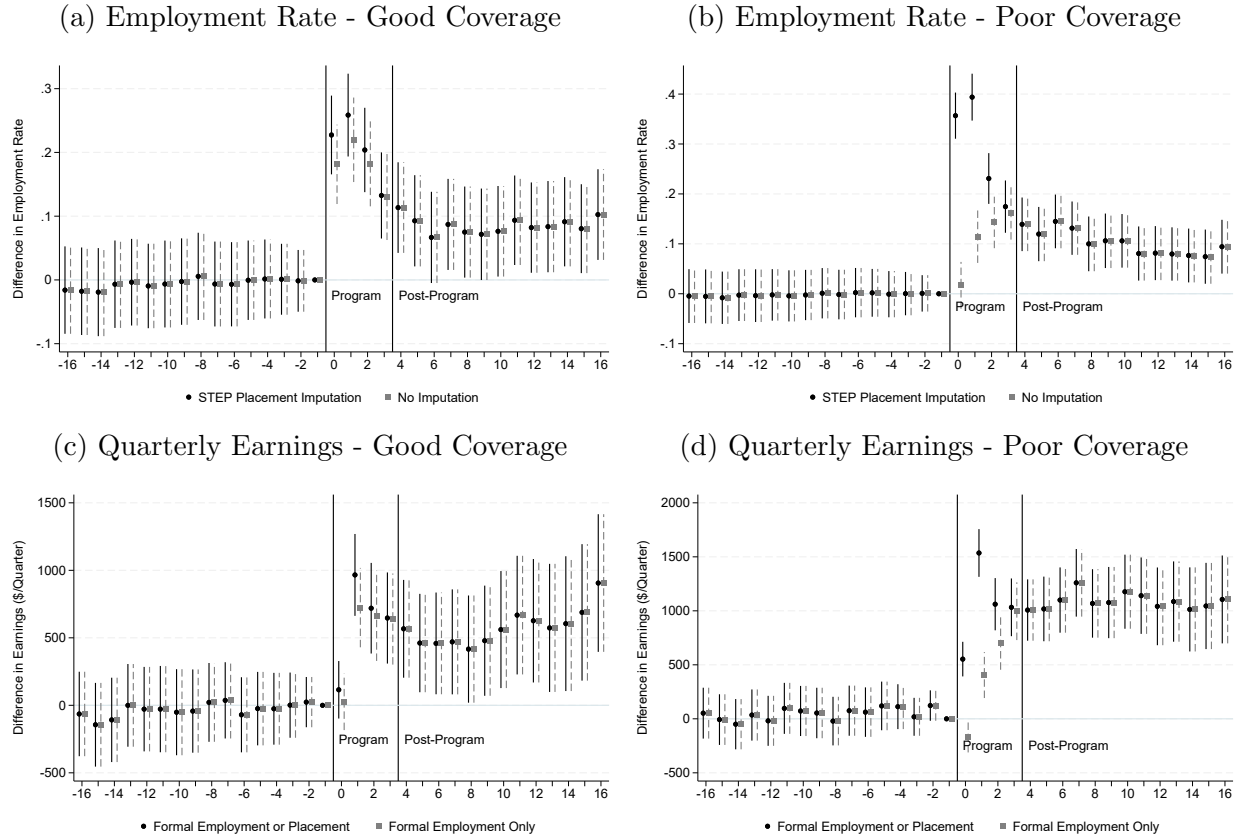 (a) Employment Rate - Good Coverage
Difference in Employment Rate
.3
.2
.1
0
-.1
Program
Post-Program
-16 -14 -12 -10 -8 -6 -4 -2 0 2 4 6 8 10 12 14 16
STEP Placement Imputation
No Imputation
(b) Employment Rate - Poor Coverage
Difference in Employment Rate
.4
.3
.2
.1
0
-.1
Program
Post-Program
-16 -14 -12 -10 -8 -6 -4 -2 0 2 4 6 8 10 12 14 16
STEP Placement Imputation
No Imputation
(c) Quarterly Earnings - Good Coverage
Difference in Earnings ($/Quarter)
1500
1000
500
0
-500
Program
Post-Program
-16 -14 -12 -10 -8 -6 -4 -2 0 2 4 6 8 10 12 14 16
Formal Employment or Placement
Formal Employment Only
(d) Quarterly Earnings - Poor Coverage
Difference in Earnings ($/Quarter)
2000
1500
1000
500
0
-500
Program
Post-Program
-16 -14 -12 -10 -8 -6 -4 -2 0 2 4 6 8 10 12 14 16
Formal Employment or Placement
Formal Employment Only